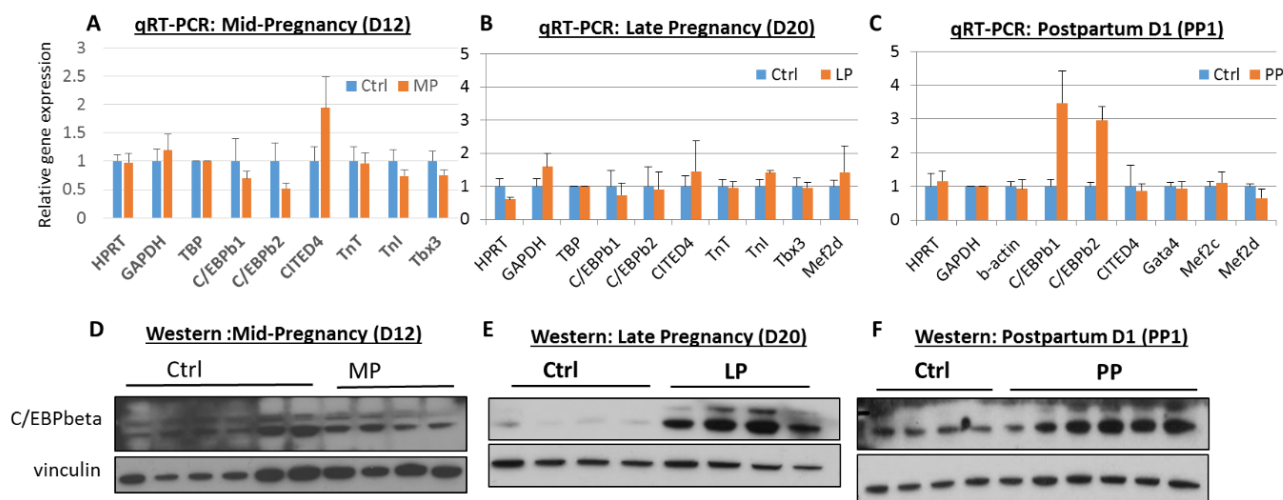 A
qRT-PCR: Mid-Pregnancy (D12)
Relative gene expression
3
2.5
2
1.5
1
0.5
0
Ctrl MP
HPRT
GAPDH
TBP
C/EBPb1
C/EBPb2
CITED4
TnT
TnI
Tbx3
B
qRT-PCR: Late Pregnancy (D20)
5
4
3
2
1
0
Ctrl LP
HPRT
GAPDH
TBP
C/EBPb1
C/EBPb2
CITED4
TnT
TnI
Tbx3
Mef2d
C
qRT-PCR: Postpartum D1 (PP1)
5
4
3
2
1
0
Ctrl PP
HPRT
GAPDH
b-actin
C/EBPb1
C/EBPb2
CITED4
Gata4
Mef2c
Mef2d
D
Western :Mid-Pregnancy (D12)
Ctrl MP
C/EBPbeta
vinculin
E
Western: Late Pregnancy (D20)
Ctrl LP
F
Western: Postpartum D1 (PP1)
Ctrl PP